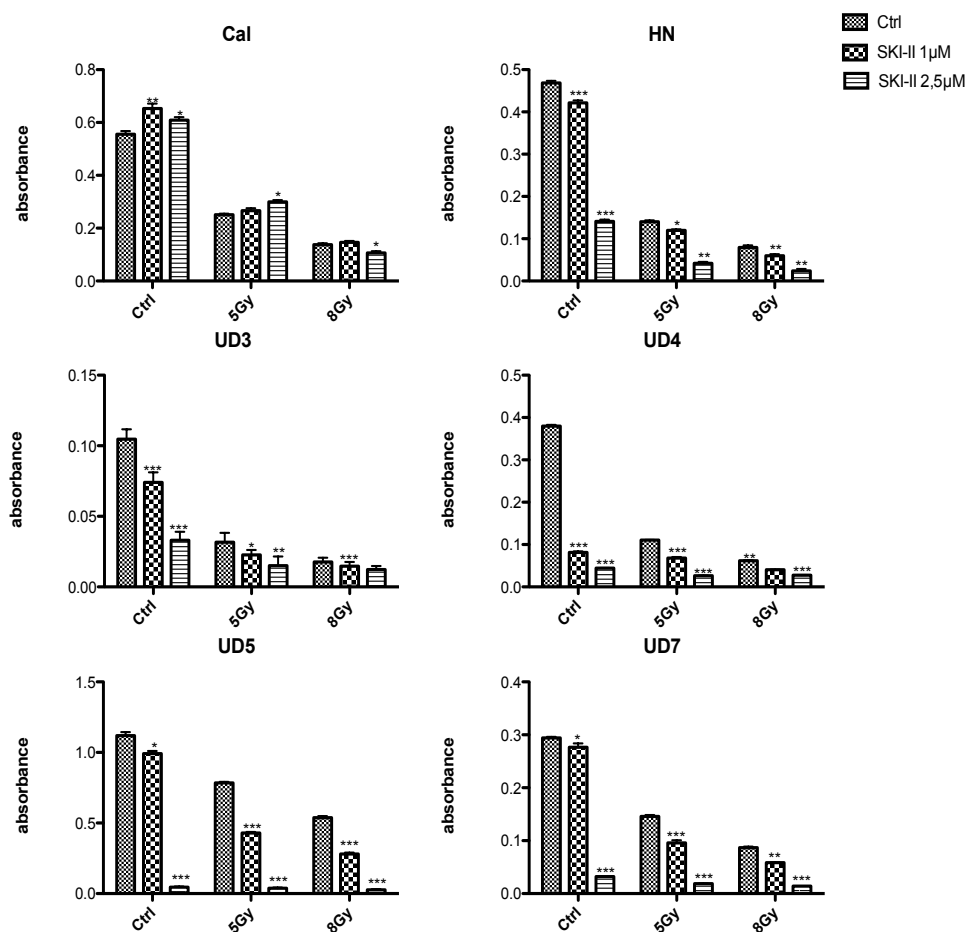 Ctrl
SKI-II 1µM
SKI-II 2,5µM
Cal
absorbance
0.8
0.6
0.4
0.2
0.0
**
*
*
*
Ctrl
5Gy
8Gy
HN
absorbance
0.5
0.4
0.3
0.2
0.1
0.0
***
***
*
**
**
**
Ctrl
5Gy
8Gy
UD3
absorbance
0.15
0.10
0.05
0.00
***
***
*
**
***
Ctrl
5Gy
8Gy
UD4
absorbance
0.5
0.4
0.3
0.2
0.1
0.0
***
***
***
***
**
***
Ctrl
5Gy
8Gy
UD5
absorbance
1.5
1.0
0.5
0.0
*
***
***
***
***
***
Ctrl
5Gy
8Gy
UD7
absorbance
0.4
0.3
0.2
0.1
0.0
*
***
***
***
**
***
Ctrl
5Gy
8Gy